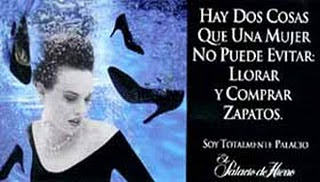 HAY DOS COSAS
QUE UNA MUJER
NO PUEDE EVITAR:
LLORAR
Y COMPRAR
ZAPATOS.
SOY TOTALMENTE PALACIO
El Palacio de Hierro